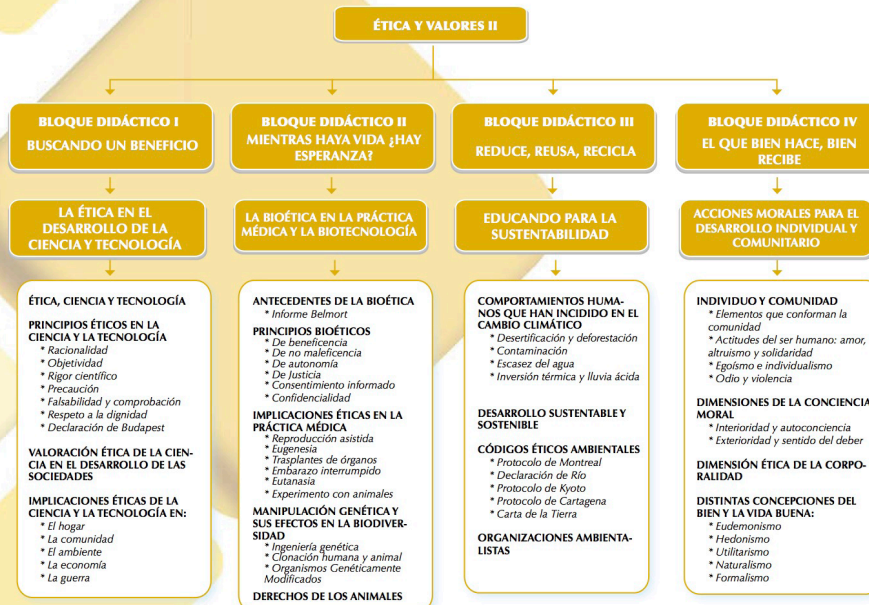 ÉTICA Y VALORES II
BLOQUE DIDÁCTICO I
BUSCANDO UN BENEFICIO
LA ÉTICA EN EL
DESARROLLO DE LA
CIENCIA Y TECNOLOGÍA
ÉTICA, CIENCIA Y TECNOLOGÍA
PRINCIPIOS ÉTICOS EN LA
CIENCIA Y LA TECNOLOGÍA
* Racionalidad
* Objetividad
* Rigor científico
* Precaución
* Falsabilidad y comprobación
* Respeto a la dignidad
* Declaración de Budapest
VALORACIÓN ÉTICA DE LA CIEN-
CIA EN EL DESARROLLO DE LAS
SOCIEDADES
IMPLICACIONES ÉTICAS DE LA
CIENCIA Y LA TECNOLOGÍA EN:
* El hogar
* La comunidad
* El ambiente
* La economía
* La guerra
BLOQUE DIDÁCTICO II
MIENTRAS HAYA VIDA ¿HAY
ESPERANZA?
LA BIOÉTICA EN LA PRÁCTICA
MÉDICA Y LA BIOTECNOLOGÍA
ANTECEDENTES DE LA BIOÉTICA
* Informe Belmort
PRINCIPIOS BIOÉTICOS
* De beneficencia
* De no maleficencia
* De autonomía
* De Justicia
* Consentimiento informado
* Confidencialidad
IMPLICACIONES ÉTICAS EN LA
PRÁCTICA MÉDICA
* Reproducción asistida
* Eugenesia
* Trasplantes de órganos
* Embarazo interrumpido
* Eutanasia
* Experimento con animales
MANIPULACIÓN GENÉTICA Y
SUS EFECTOS EN LA BIODIVER-
SIDAD
* Ingeniería genética
* Clonación humana y animal
* Organismos Genéticamente
Modificados
DERECHOS DE LOS ANIMALES
BLOQUE DIDÁCTICO III
REDUCE, REUSA, RECICLA
EDUCANDO PARA LA
SUSTENTABILIDAD
COMPORTAMIENTOS HUMA-
NOS QUE HAN INCIDIDO EN EL
CAMBIO CLIMÁTICO
* Desertificación y deforestación
* Contaminación
* Escasez del agua
* Inversión térmica y lluvia ácida
DESARROLLO SUSTENTABLE Y
SOSTENIBLE
CÓDIGOS ÉTICOS AMBIENTALES
* Protocolo de Montreal
* Declaración de Río
* Protocolo de Kyoto
* Protocolo de Cartagena
* Carta de la Tierra
ORGANIZACIONES AMBIENTA-
LISTAS
BLOQUE DIDÁCTICO IV
EL QUE BIEN HACE, BIEN
RECIBE
ACCIONES MORALES PARA EL
DESARROLLO INDIVIDUAL Y
COMUNITARIO
INDIVIDUO Y COMUNIDAD
* Elementos que conforman la
comunidad
* Actitudes del ser humano: amor,
altruismo y solidaridad
* Egoísmo e individualismo
* Odio y violencia
DIMENSIONES DE LA CONCIENCIA
MORAL
* Interioridad y autoconciencia
* Exterioridad y sentido del deber
DIMENSIÓN ÉTICA DE LA CORPO-
RALIDAD
DISTINTAS CONCEPCIONES DEL
BIEN Y LA VIDA BUENA:
* Eudemonismo
* Hedonismo
* Utilitarismo
* Naturalismo
* Formalismo